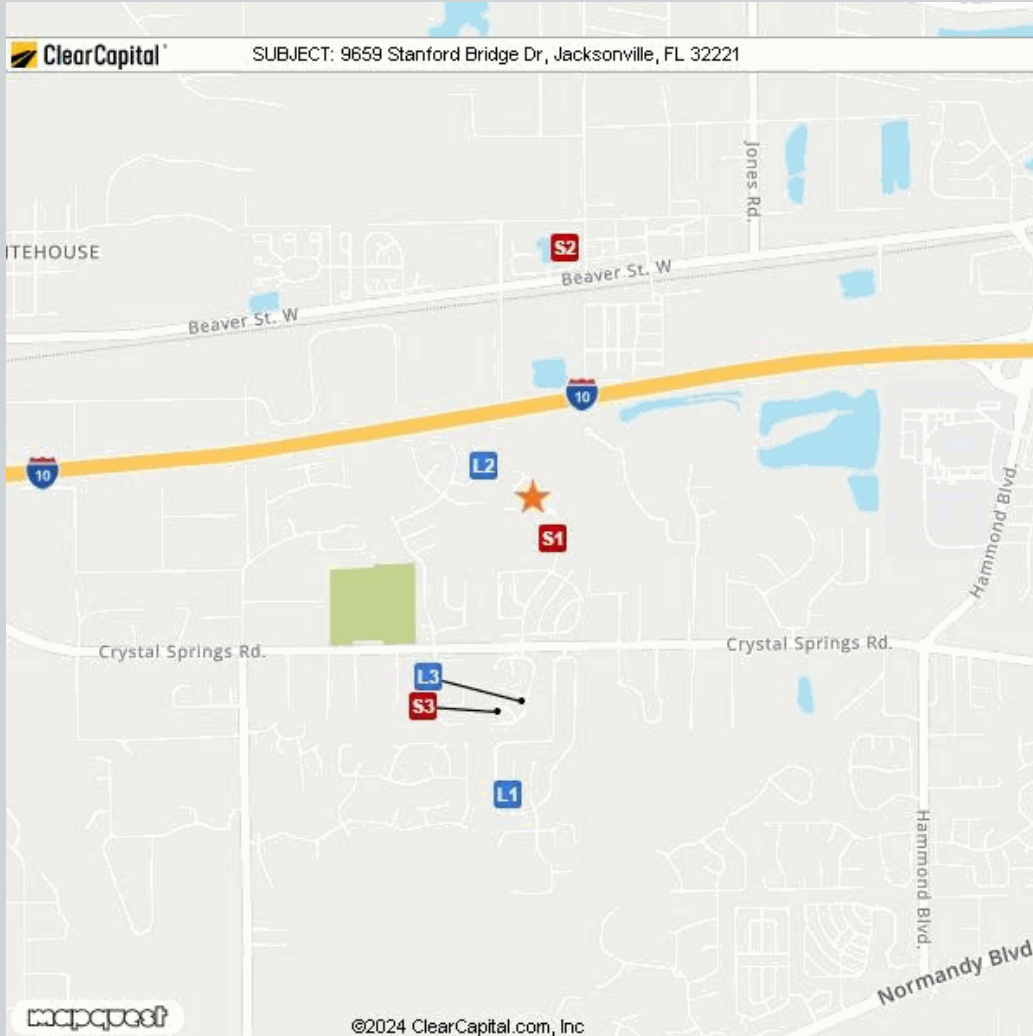 ClearCapital
SUBJECT: 9659 Stanford Bridge Dr, Jacksonville, FL 32221
Jones Rd.
ITEHOUSE
S2
Beaver St. W
Beaver St. W
10
10
L2
S1
Hammond Blvd.
Crystal Springs Rd.
Crystal Springs Rd.
L3
S3
L1
Hammond Blvd.
Normandy Blvd
mapquest
©2024 ClearCapital.com, Inc